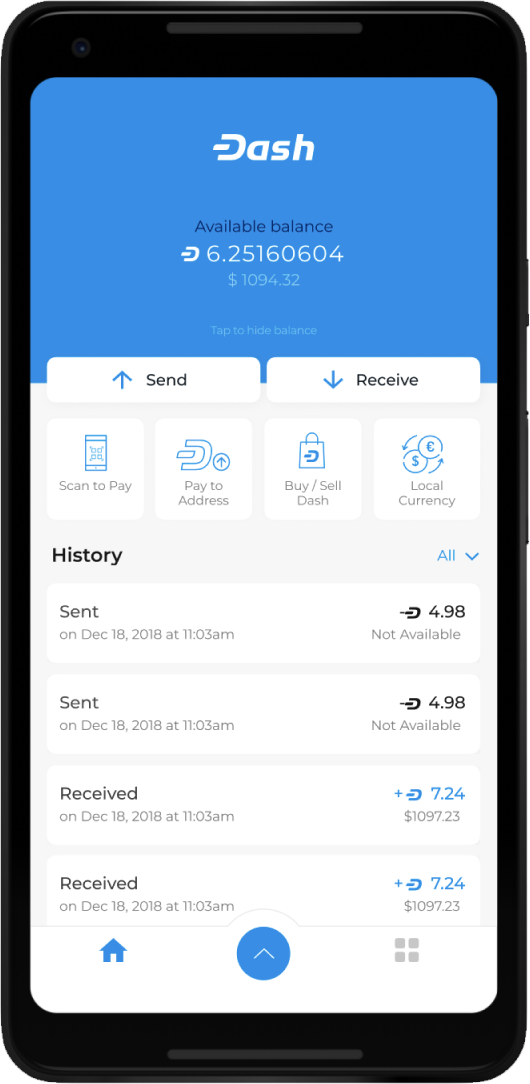 Dash
Available balance
6.25160604
$ 1094.32
Tap to hide balance
Send
Receive
Scan to Pay
Pay to
Address
Buy / Sell
Dash
Local
Currency
History
All
Sent
- 4.98
on Dec 18, 2018 at 11:03am
Not Available
Sent
- 4.98
on Dec 18, 2018 at 11:03am
Not Available
Received
+ 7.24
on Dec 18, 2018 at 11:03am
$1097.23
Received
+ 7.24
on Dec 18, 2018 at 11:03am
$1097.23